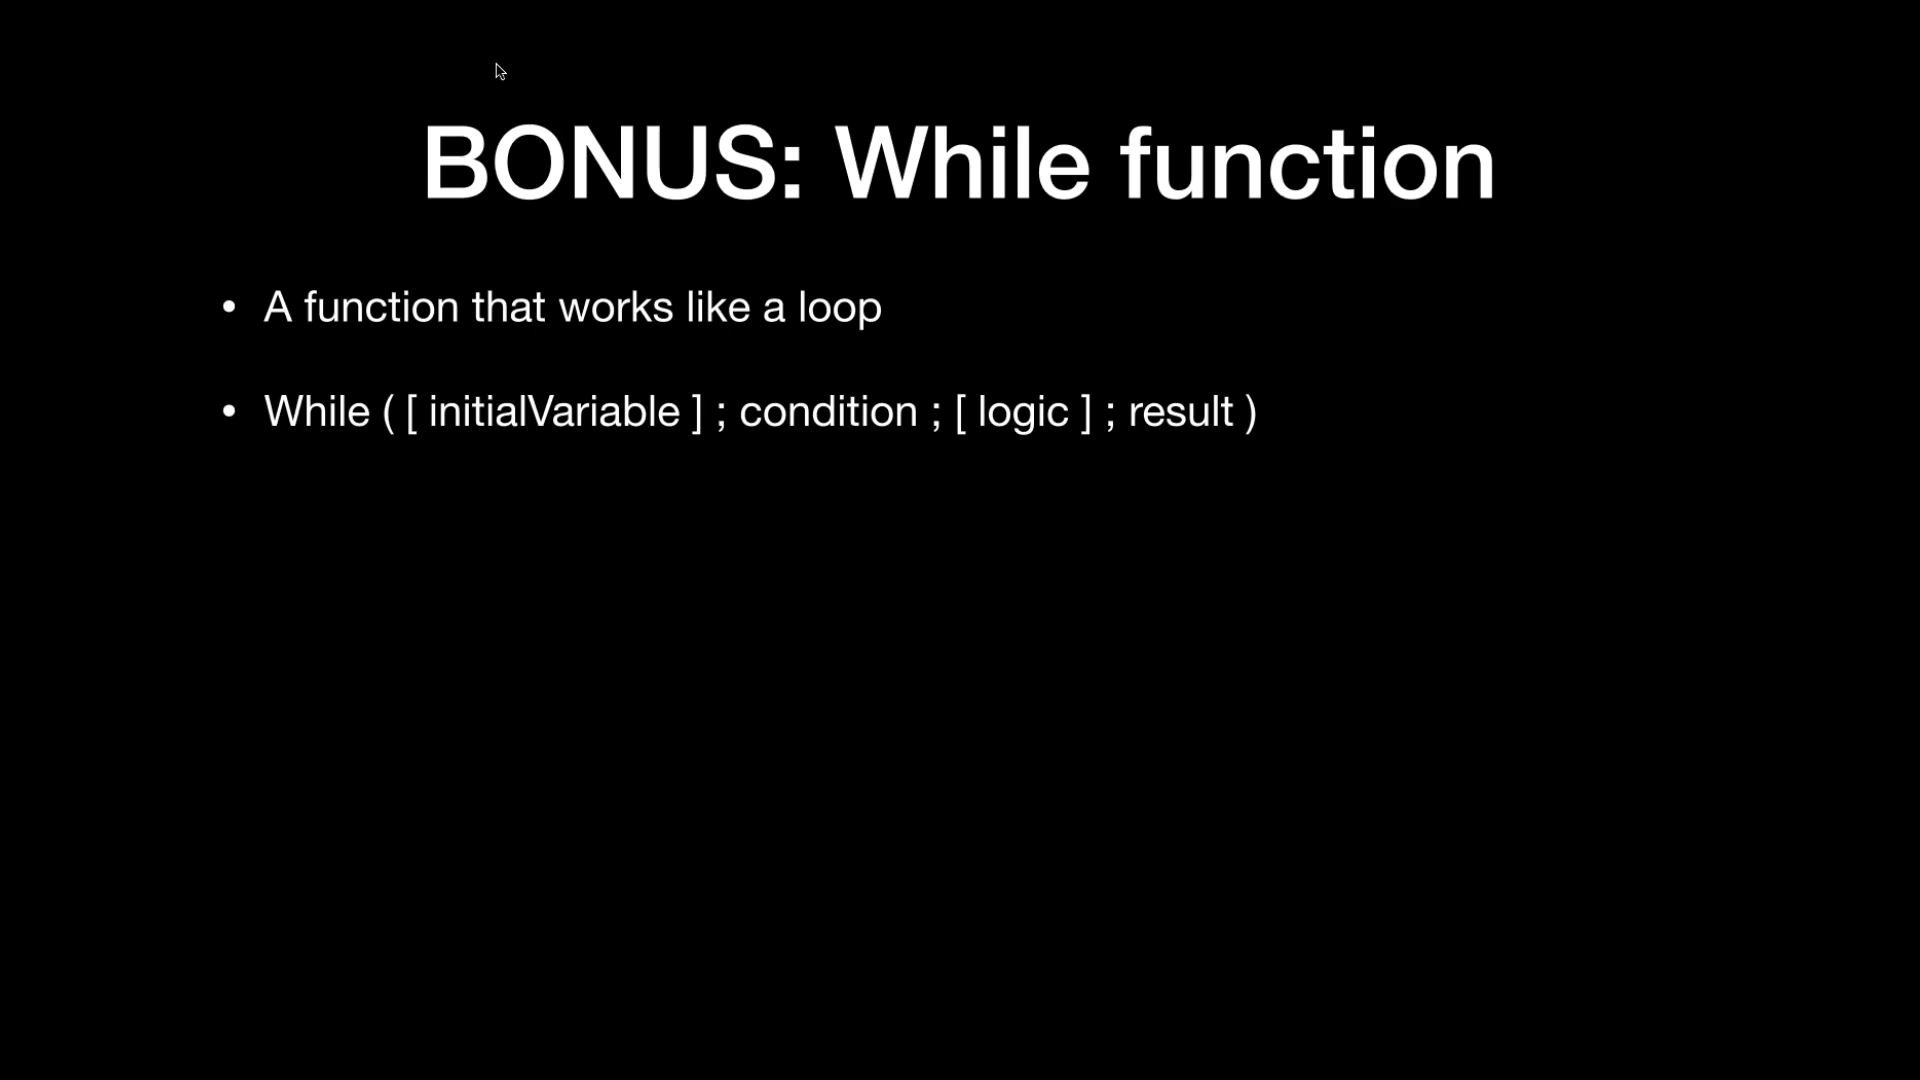 BONUS: While function
• A function that works like a loop
• While ( [ initialVariable ] ; condition ; [ logic ] ; result )